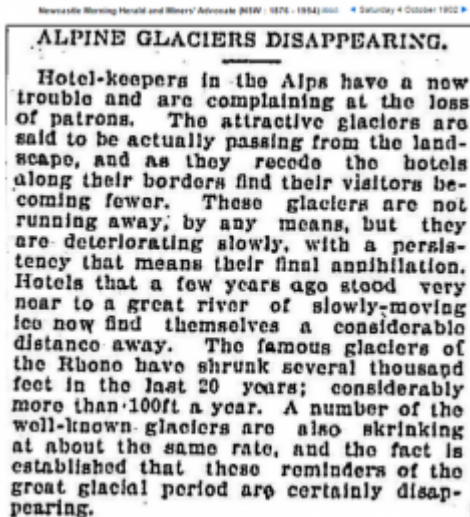 Newcastle Morning Herald and Miners' Advocate (NSW : 1876 - 1954) Saturday 4 October 1902
ALPINE GLACIERS DISAPPEARING.
Hotel-keepers in the Alps have a new
trouble and are complaining at the loss
of patrons. The attractive glaciers are
said to be actually passing from the land-
scape, and as they recede the hotels
along their borders find their visitors be-
coming fewer. These glaciers are not
running away, by any means, but they
are deteriorating slowly, with a persis-
tency that means their final annihilation.
Hotels that a few years ago stood very
near to a great river of slowly-moving
ice now find themselves a considerable
distance away. The famous glaciers of
the Rhone have shrunk several thousand
feet in the last 20 years; considerably
more than 100ft a year. A number of the
well-known glaciers are also skrinking
at about the same rate, and the fact is
established that these reminders of the
great glacial period are certainly disap-
pearing.